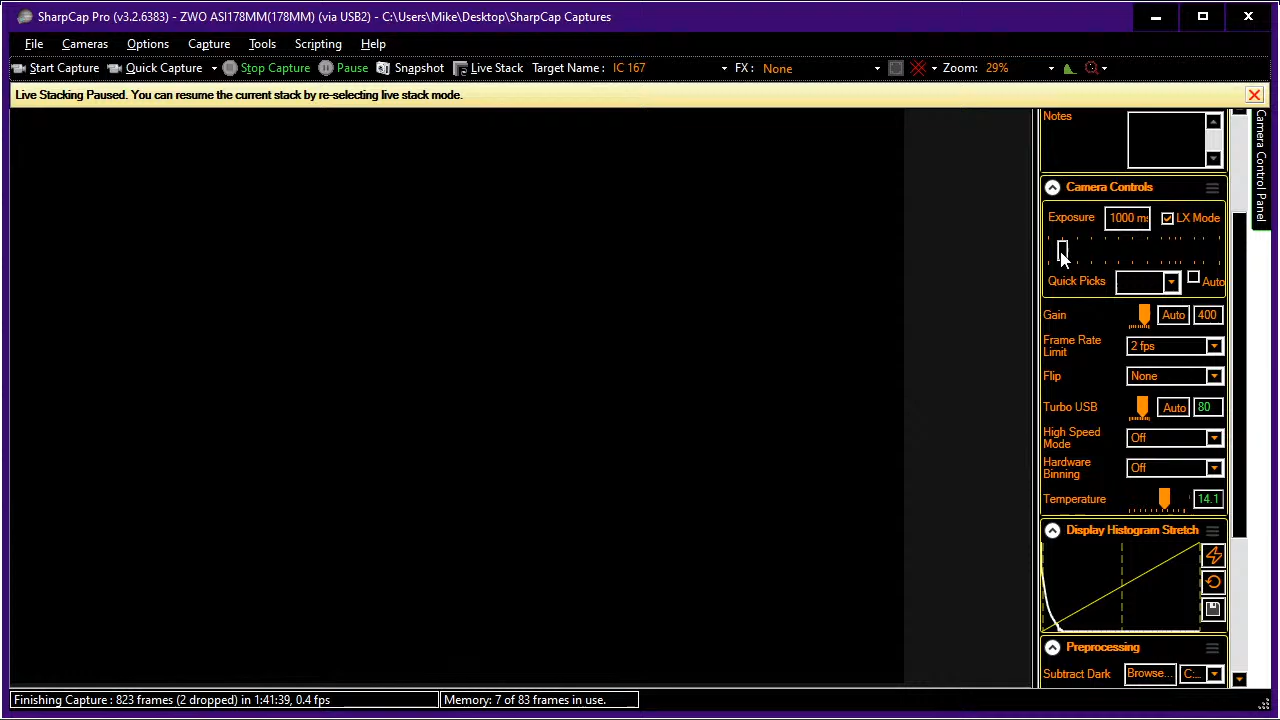 SharpCap Pro (v3.2.6383) - ZWO ASI178MM(178MM) (via USB2) - C:\Users\Mike\Desktop\SharpCap Captures
File Cameras Options Capture Tools Scripting Help
Start Capture Quick Capture Stop Capture Pause Snapshot Live Stack Target Name : IC 167 FX : None Zoom: 29%
Live Stacking Paused. You can resume the current stack by re-selecting live stack mode.
Camera Control Panel
Notes
Camera Controls
Exposure 1000 ms LX Mode
Quick Picks Auto
Gain Auto 400
Frame Rate
Limit
2 fps
Flip None
Turbo USB Auto 80
High Speed
Mode
Off
Hardware
Binning
Off
Temperature 14.1
Display Histogram Stretch
Preprocessing
Subtract Dark Browse... C:...
Finishing Capture : 823 frames (2 dropped) in 1:41:39, 0.4 fps Memory: 7 of 83 frames in use.